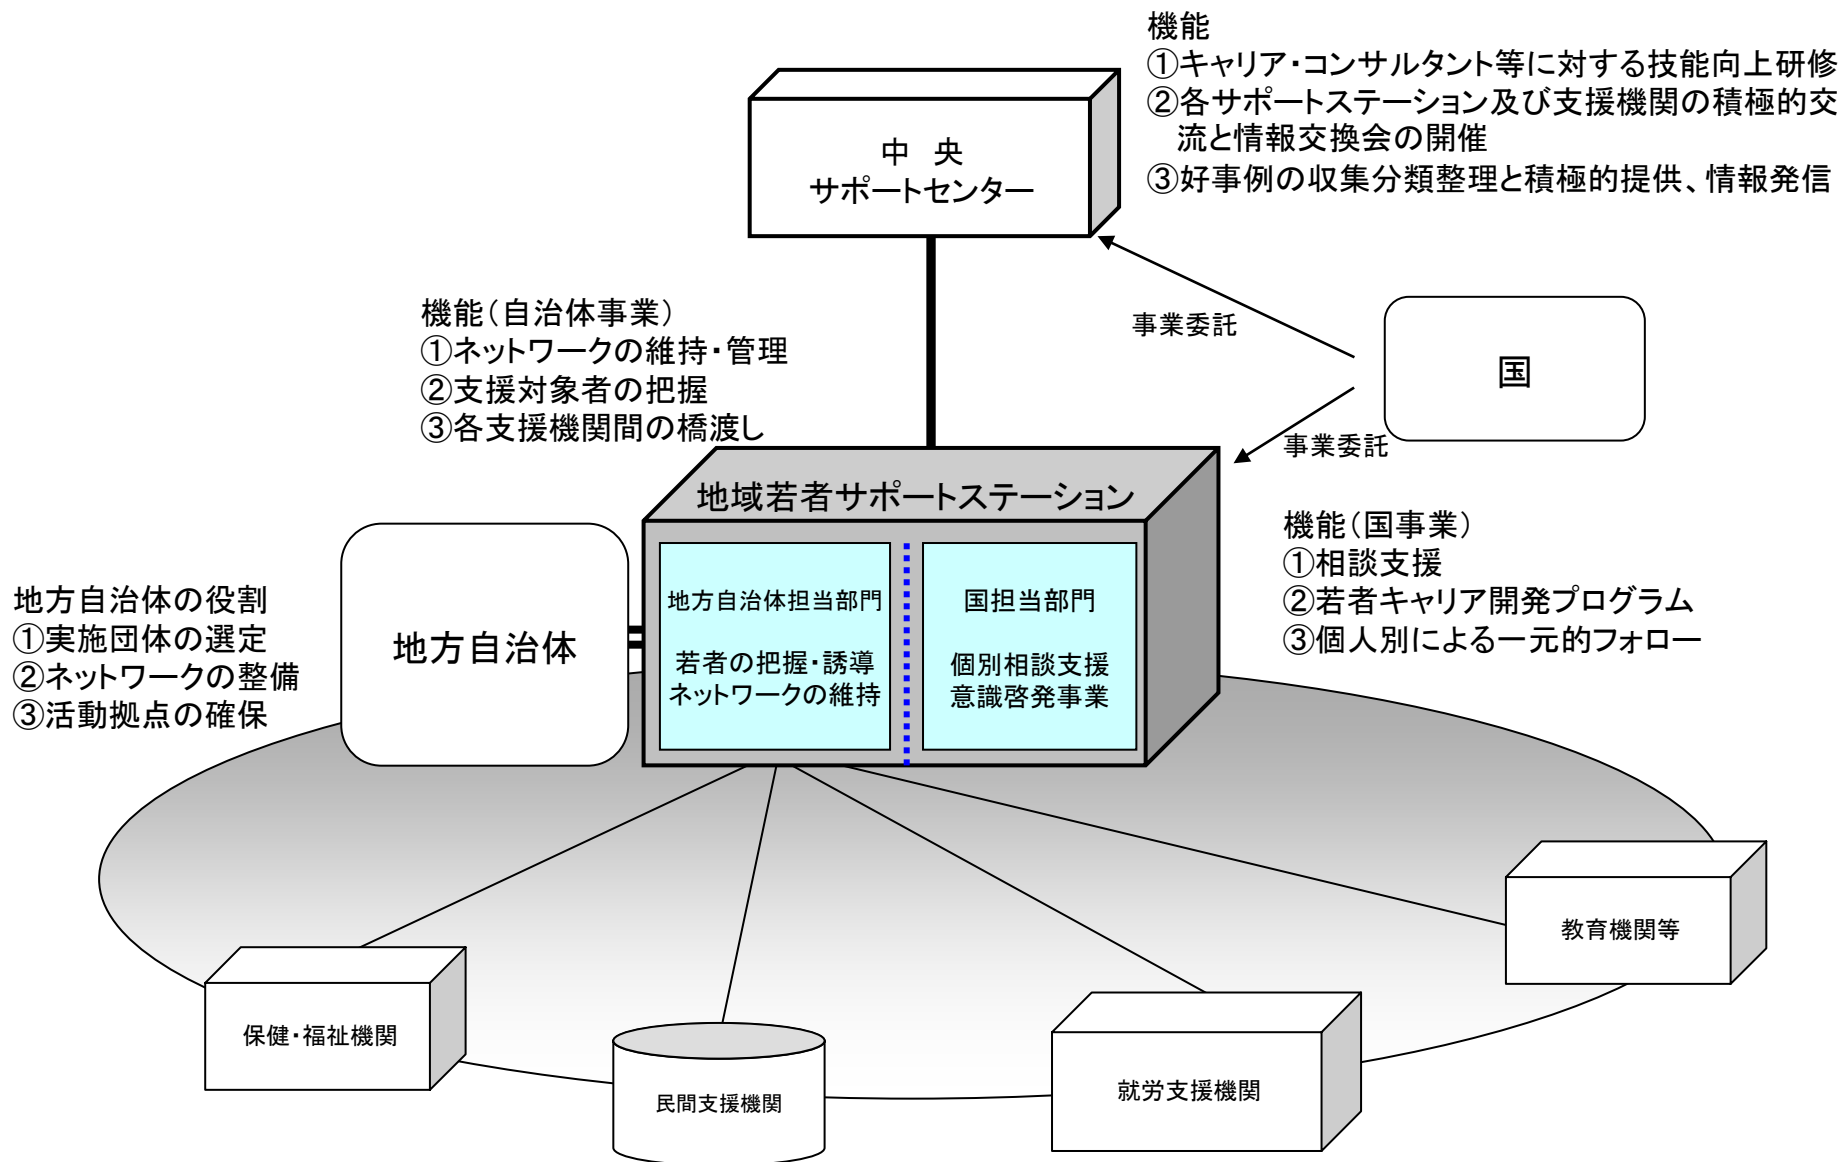 機能
①キャリア・コンサルタント等に対する技能向上研修
②各サポートステーション及び支援機関の積極的交
流と情報交換会の開催
③好事例の収集分類整理と積極的提供、情報発信
中　央
サポートセンター
機能（自治体事業）
①ネットワークの維持・管理
②支援対象者の把握
③各支援機関間の橋渡し
事業委託
国
事業委託
地域若者サポートステーション
機能（国事業）
①相談支援
②若者キャリア開発プログラム
③個人別による一元的フォロー
地方自治体の役割
①実施団体の選定
②ネットワークの整備
③活動拠点の確保
地方自治体
地方自治体担当部門
若者の把握・誘導
ネットワークの維持
国担当部門
個別相談支援
意識啓発事業
教育機関等
保健・福祉機関
民間支援機関
就労支援機関